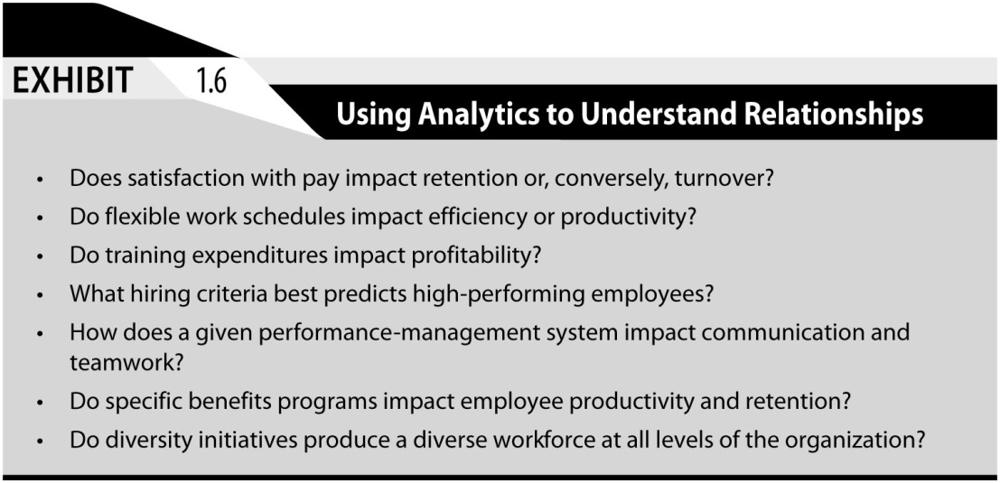 EXHIBIT 1.6
Using Analytics to Understand Relationships
• Does satisfaction with pay impact retention or, conversely, turnover?
• Do flexible work schedules impact efficiency or productivity?
• Do training expenditures impact profitability?
• What hiring criteria best predicts high-performing employees?
• How does a given performance-management system impact communication and
teamwork?
• Do specific benefits programs impact employee productivity and retention?
• Do diversity initiatives produce a diverse workforce at all levels of the organization?